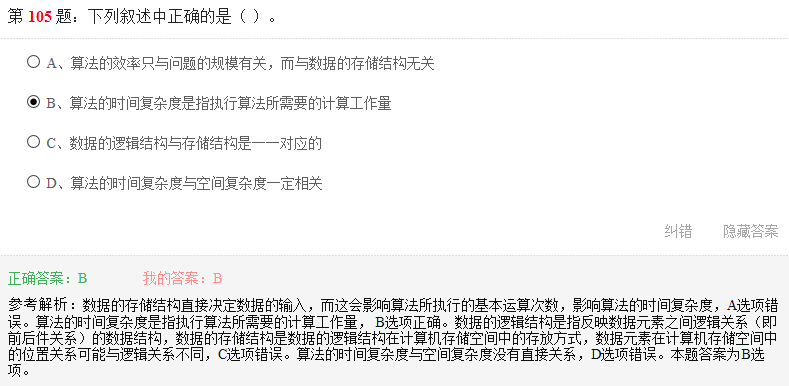 第 105 题：下列叙述中正确的是（ ）。
A、算法的效率只与问题的规模有关，而与数据的存储结构无关
B、算法的时间复杂度是指执行算法所需要的计算工作量
C、数据的逻辑结构与存储结构是一一对应的
D、算法的时间复杂度与空间复杂度一定相关
纠错 隐藏答案
正确答案：B 我的答案：B
参考解析：数据的存储结构直接决定数据的输入，而这会影响算法所执行的基本运算次数，影响算法的时间复杂度，A选项错
误。算法的时间复杂度是指执行算法所需要的计算工作量， B选项正确。数据的逻辑结构是指反映数据元素之间逻辑关系（即
前后件关系）的数据结构，数据的存储结构是数据的逻辑结构在计算机存储空间中的存放方式，数据元素在计算机存储空间中
的位置关系可能与逻辑关系不同，C选项错误。算法的时间复杂度与空间复杂度没有直接关系，D选项错误。本题答案为B选
项。